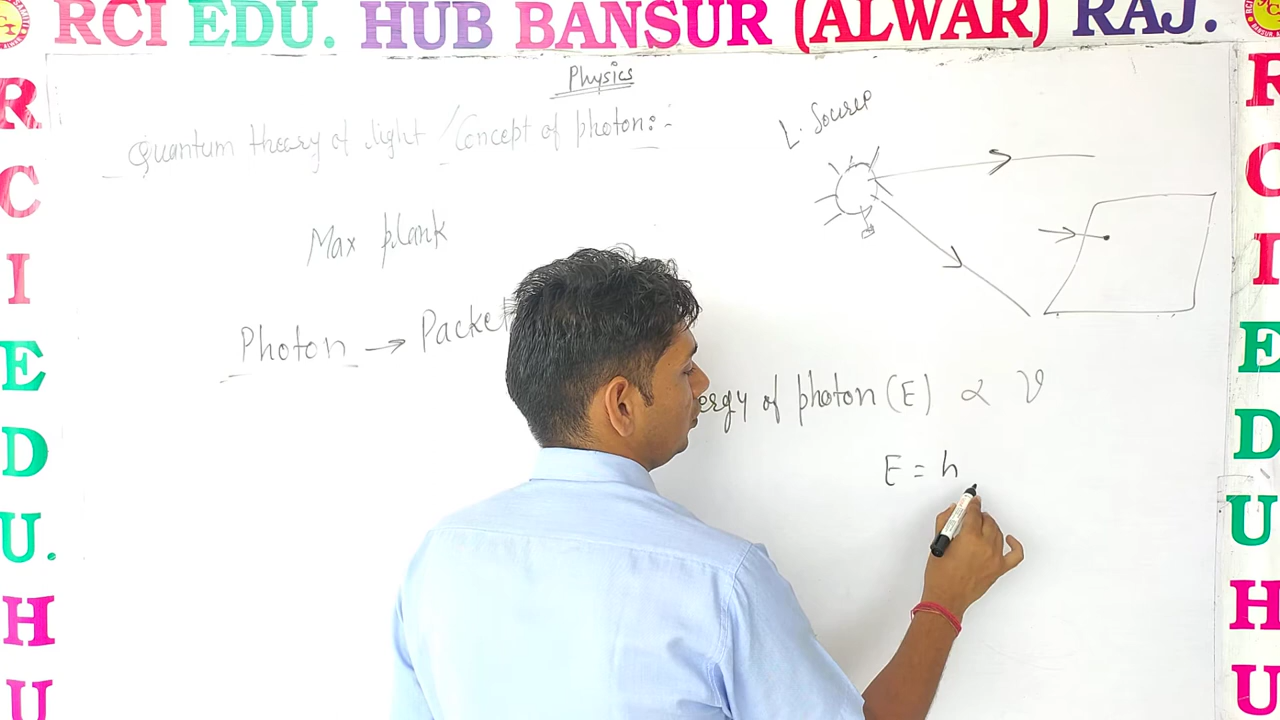 RCI EDU. HUB BANSUR (ALWAR) RAJ.
Physics
Quantum theory of light / Concept of photon:-
L. Source
Max plank
Photon → Packet
ergy of photon (E) ∝ ν
E = h
R
C
I
E
D
U.
H
U
R
C
I
E
D
U
H
U